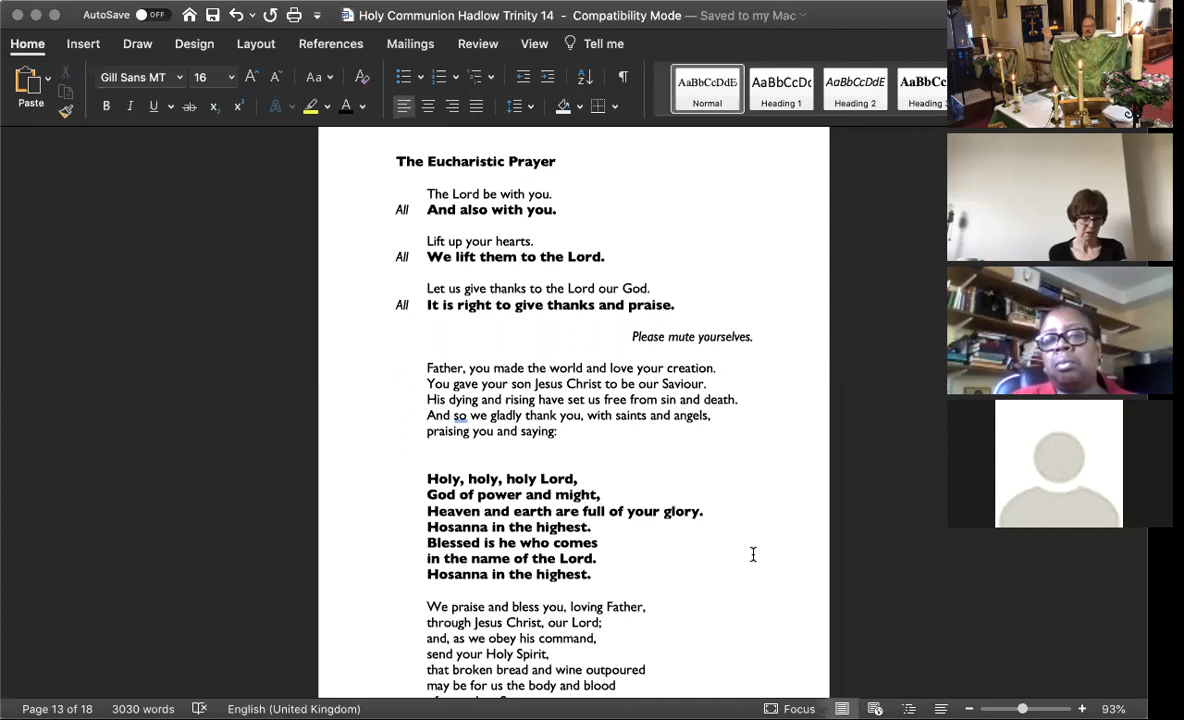 AutoSave OFF Holy Communion Hadlow Trinity 14 - Compatibility Mode — Saved to my Mac
Home Insert Draw Design Layout References Mailings Review View Tell me
Paste Gill Sans MT 16 Aa AaBbCcDdE AaBbCcDc AaBbCcDdE AaBbCc
B I U ab x₂ x² A A Normal Heading 1 Heading 2 Heading
The Eucharistic Prayer
The Lord be with you.
All And also with you.
Lift up your hearts.
All We lift them to the Lord.
Let us give thanks to the Lord our God.
All It is right to give thanks and praise.
Please mute yourselves.
Father, you made the world and love your creation.
You gave your son Jesus Christ to be our Saviour.
His dying and rising have set us free from sin and death.
And so we gladly thank you, with saints and angels,
praising you and saying:
Holy, holy, holy Lord,
God of power and might,
Heaven and earth are full of your glory.
Hosanna in the highest.
Blessed is he who comes
in the name of the Lord.
Hosanna in the highest.
We praise and bless you, loving Father,
through Jesus Christ, our Lord;
and, as we obey his command,
send your Holy Spirit,
that broken bread and wine outpoured
may be for us the body and blood
Page 13 of 18 3030 words English (United Kingdom) Focus 93%